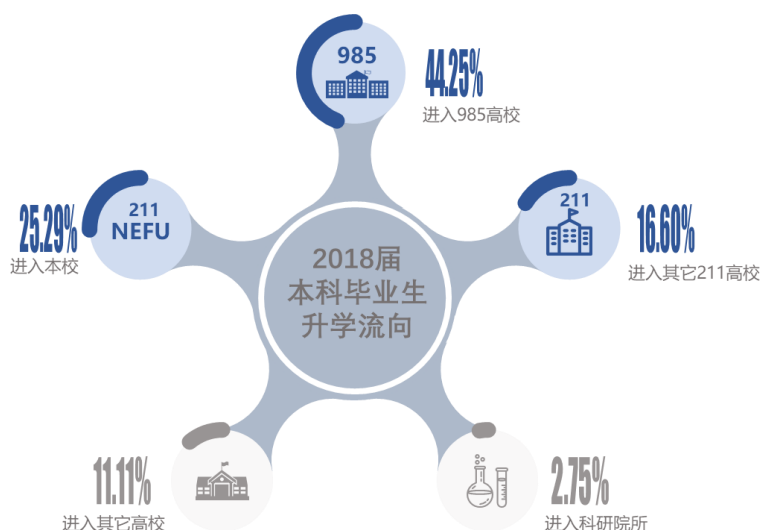 985
44.25%
进入985高校
211
NEFU
25.29%
进入本校
211
16.60%
进入其它211高校
2018届
本科毕业生
升学流向
11.11%
进入其它高校
2.75%
进入科研院所